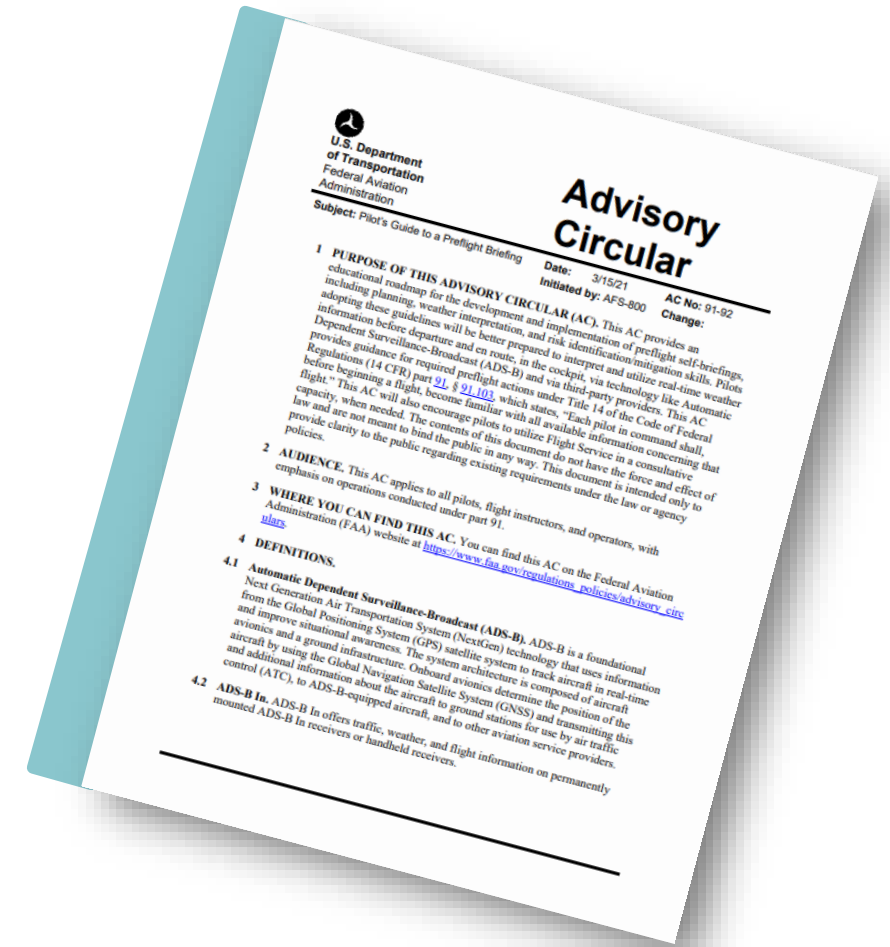 U.S. Department
of Transportation
Federal Aviation
Administration
Advisory
Circular
Subject: Pilot's Guide to a Preflight Briefing
Date: 3/15/21
Initiated by: AFS-800
AC No: 91-92
Change:
1 PURPOSE OF THIS ADVISORY CIRCULAR (AC). This AC provides an
educational roadmap for the development and implementation of preflight self-briefings,
including planning, weather interpretation, and risk identification/mitigation skills. Pilots
adopting these guidelines will be better prepared to interpret and utilize real-time weather
information before departure and en route, in the cockpit, via technology like Automatic
Dependent Surveillance-Broadcast (ADS-B) and via third-party providers. This AC
provides guidance for required preflight actions under Title 14 of the Code of Federal
Regulations (14 CFR) part 91, § 91.103, which states, “Each pilot in command shall,
before beginning a flight, become familiar with all available information concerning that
flight.” This AC will also encourage pilots to utilize Flight Service in a consultative
capacity, when needed. The contents of this document do not have the force and effect of
law and are not meant to bind the public in any way. This document is intended only to
provide clarity to the public regarding existing requirements under the law or agency
policies.
2 AUDIENCE. This AC applies to all pilots, flight instructors, and operators, with
emphasis on operations conducted under part 91.
3 WHERE YOU CAN FIND THIS AC. You can find this AC on the Federal Aviation
Administration (FAA) website at https://www.faa.gov/regulations_policies/advisory_circ
ulars.
4 DEFINITIONS.
4.1 Automatic Dependent Surveillance-Broadcast (ADS-B). ADS-B is a foundational
Next Generation Air Transportation System (NextGen) technology that uses information
from the Global Positioning System (GPS) satellite system to track aircraft in real-time
and improve situational awareness. The system architecture is composed of aircraft
avionics and a ground infrastructure. Onboard avionics determine the position of the
aircraft by using the Global Navigation Satellite System (GNSS) and transmitting this
and additional information about the aircraft to ground stations for use by air traffic
control (ATC), to ADS-B-equipped aircraft, and to other aviation service providers.
4.2 ADS-B In. ADS-B In offers traffic, weather, and flight information on permanently
mounted ADS-B In receivers or handheld receivers.